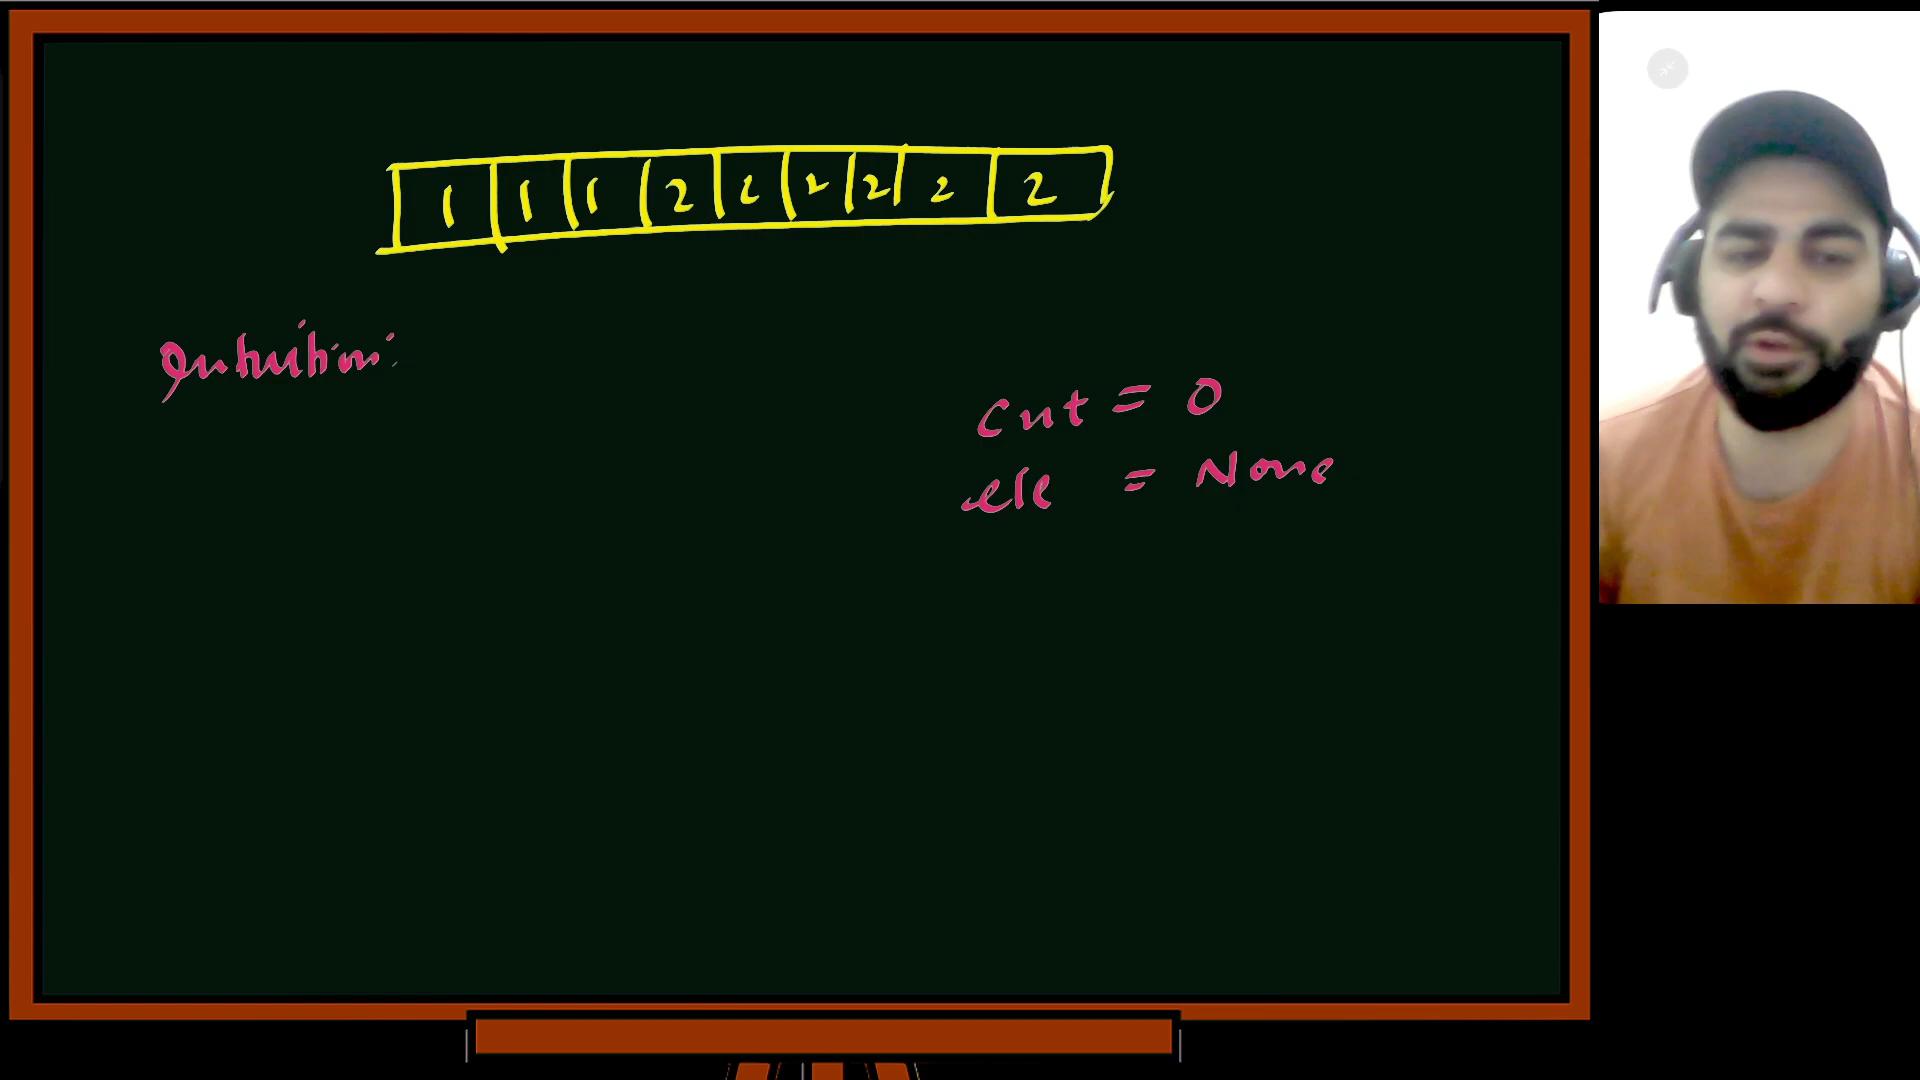 1 1 1 2 2 2 2 2 2
Intuition:
cnt = 0
ele = None